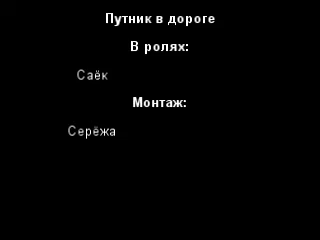 Путник в дороге
В ролях:
Саёк
Монтаж:
Серёжа